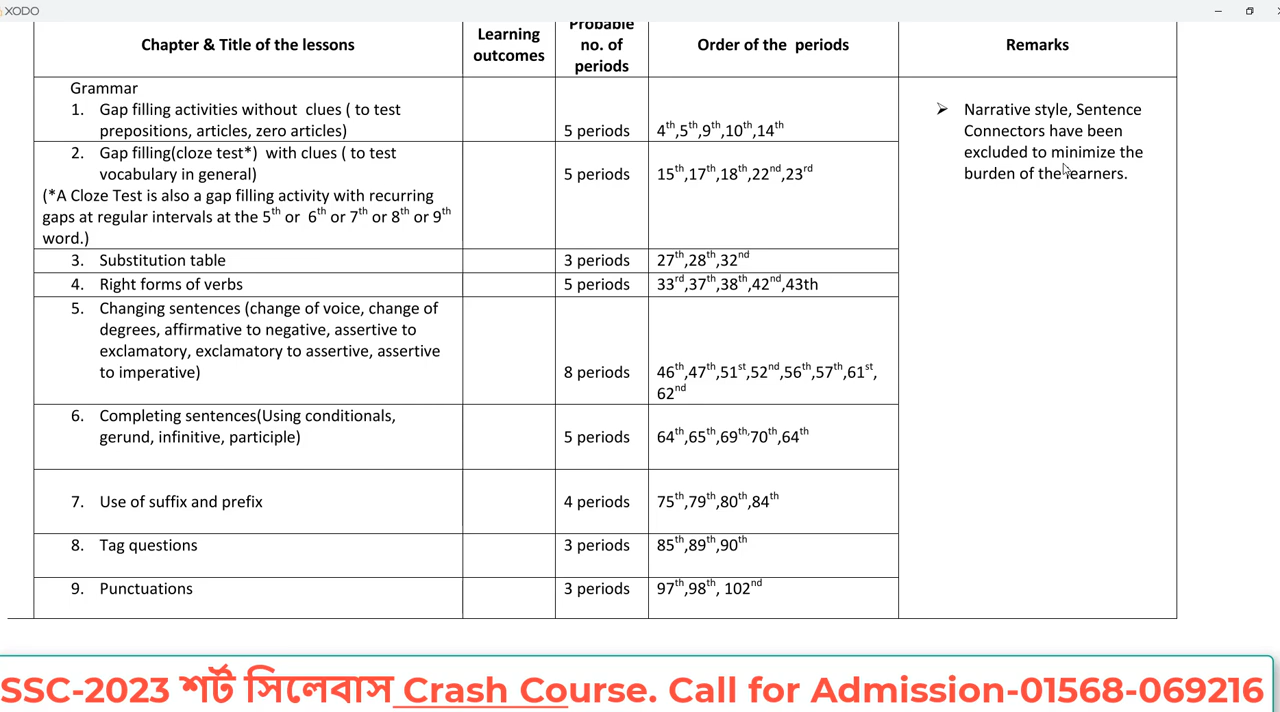 XODO
Chapter & Title of the lessons
Learning outcomes
Probable no. of periods
Order of the periods
Remarks
Grammar
1. Gap filling activities without clues ( to test
prepositions, articles, zero articles)
5 periods
4th,5th,9th,10th,14th
➢ Narrative style, Sentence
Connectors have been
excluded to minimize the
burden of the learners.
2. Gap filling(cloze test*) with clues ( to test
vocabulary in general)
(*A Cloze Test is also a gap filling activity with recurring
gaps at regular intervals at the 5th or 6th or 7th or 8th or 9th
word.)
5 periods
15th,17th,18th,22nd,23rd
3. Substitution table
3 periods
27th,28th,32nd
4. Right forms of verbs
5 periods
33rd,37th,38th,42nd,43th
5. Changing sentences (change of voice, change of
degrees, affirmative to negative, assertive to
exclamatory, exclamatory to assertive, assertive
to imperative)
8 periods
46th,47th,51st,52nd,56th,57th,61st,
62nd
6. Completing sentences(Using conditionals,
gerund, infinitive, participle)
5 periods
64th,65th,69th,70th,64th
7. Use of suffix and prefix
4 periods
75th,79th,80th,84th
8. Tag questions
3 periods
85th,89th,90th
9. Punctuations
3 periods
97th,98th, 102nd
SSC-2023 শর্ট সিলেবাস Crash Course. Call for Admission-01568-069216